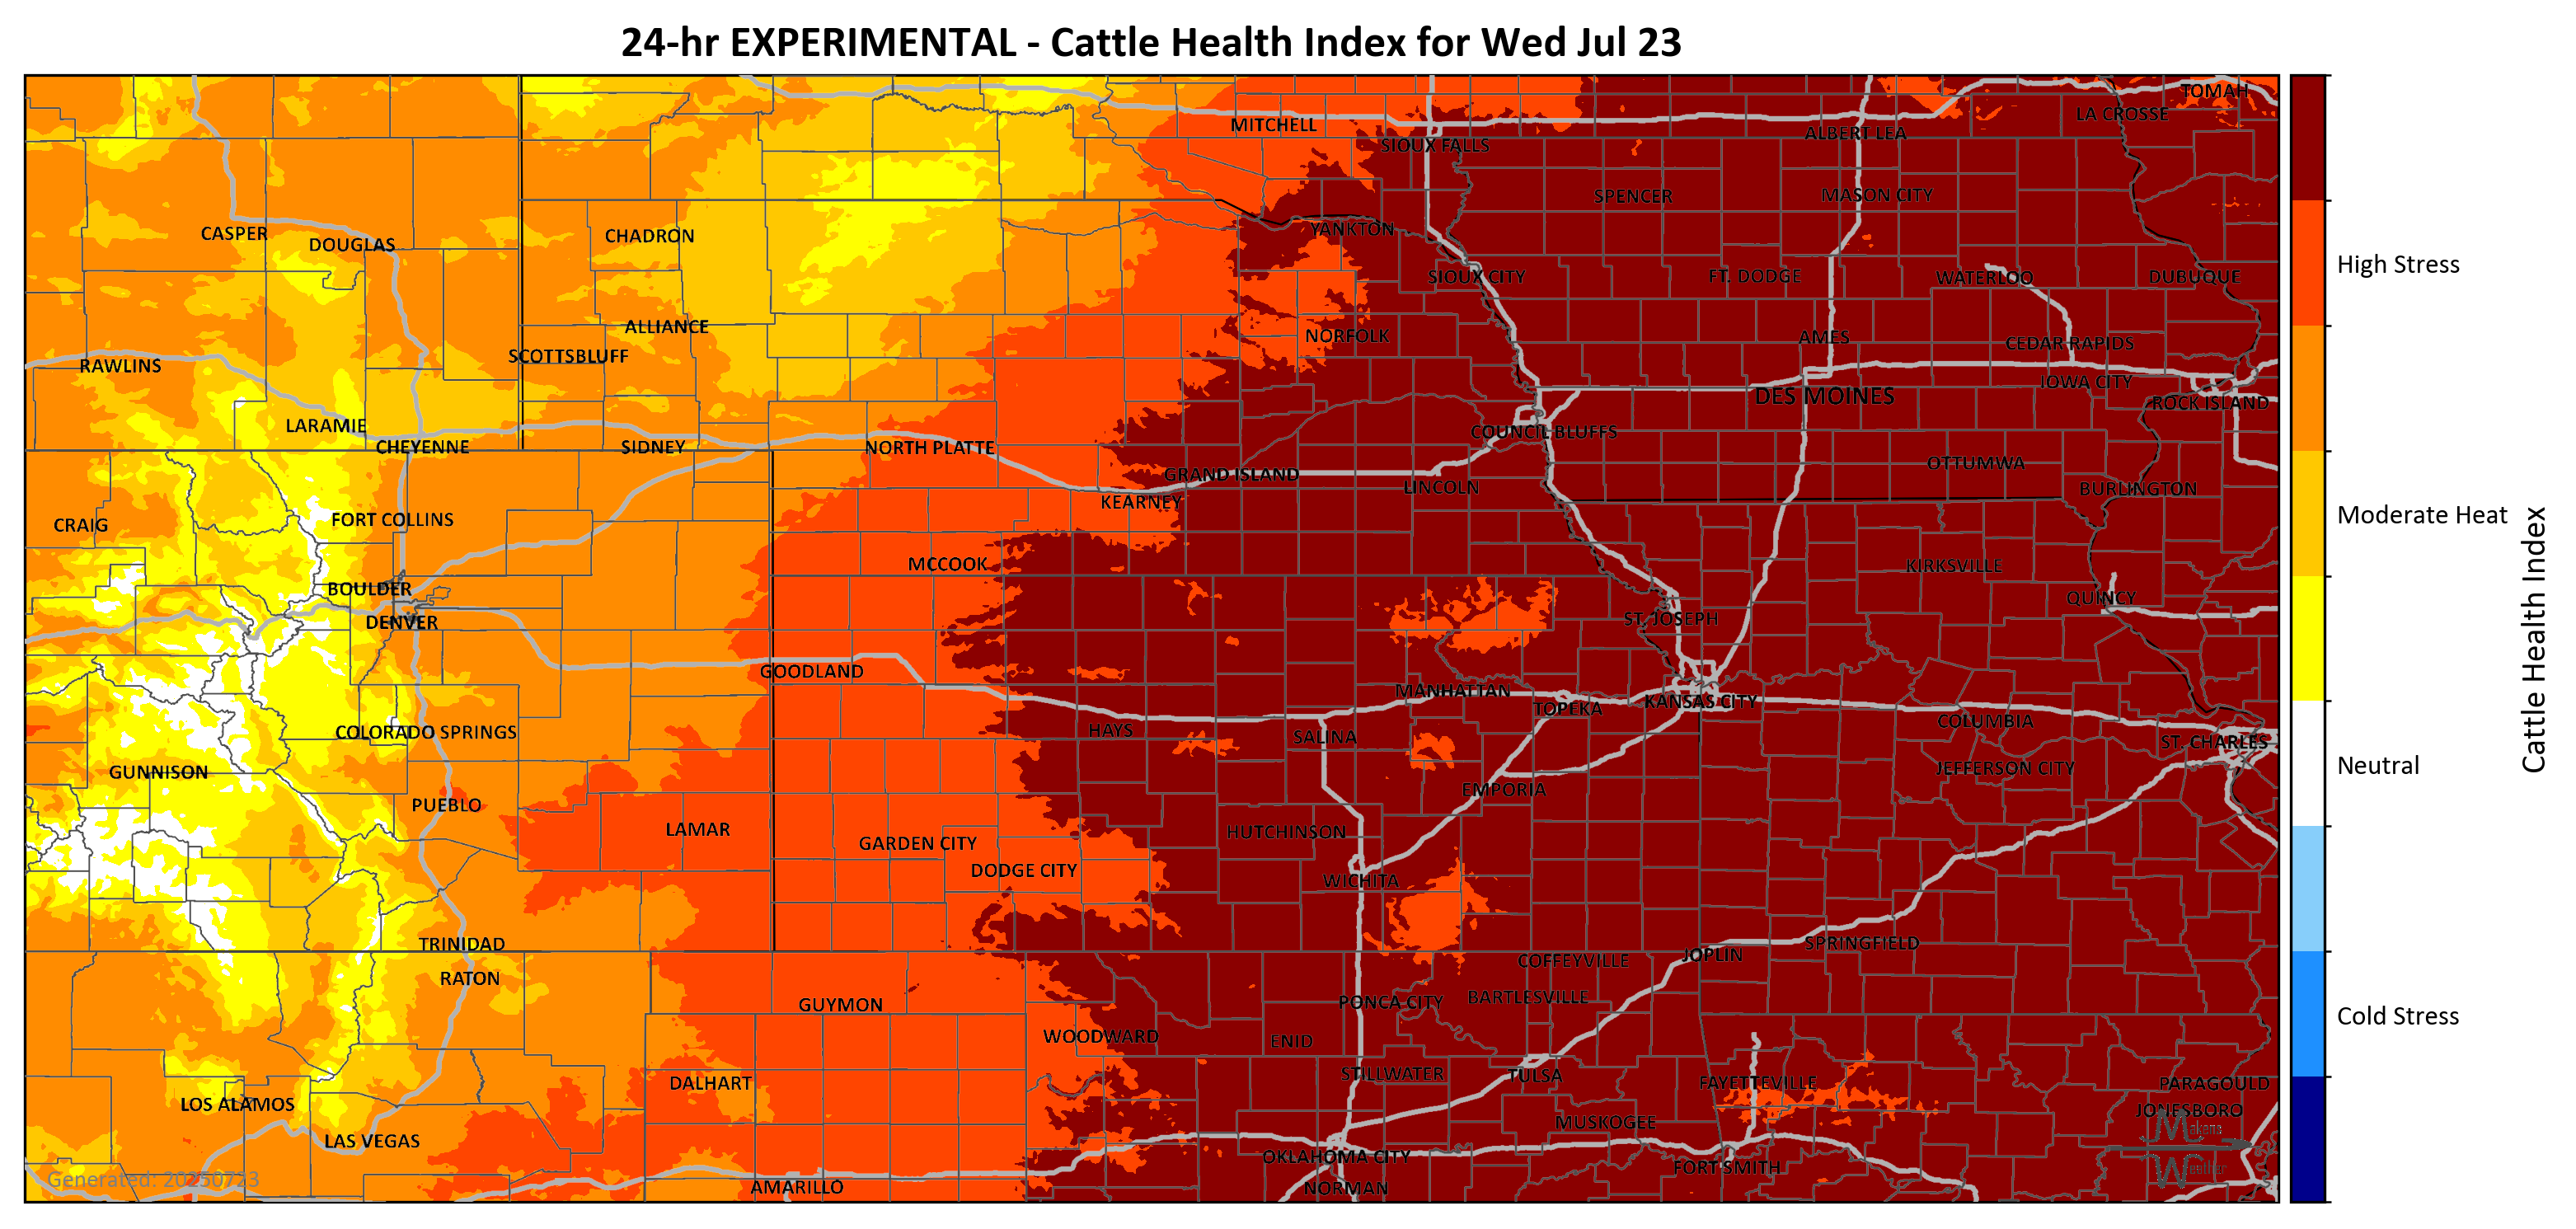 24-hr EXPERIMENTAL - Cattle Health Index for Wed Jul 23
TOMAH
LA CROSSE
MITCHELL
ALBERT LEA
SIOUX FALLS
SPENCER
MASON CITY
CASPER
DOUGLAS
CHADRON
YANKTON
High Stress
SIOUX CITY
FT. DODGE
WATERLOO
DUBUQUE
ALLIANCE
NORFOLK
AMES
CEDAR RAPIDS
SCOTTSBLUFF
RAWLINS
IOWA CITY
DES MOINES
ROCK ISLAND
LARAMIE
COUNCIL BLUFFS
CHEYENNE
SIDNEY
NORTH PLATTE
OTTUMWA
GRAND ISLAND
LINCOLN
BURLINGTON
KEARNEY
Moderate Heat
CRAIG
FORT COLLINS
MCCOOK
KIRKSVILLE
BOULDER
QUINCY
DENVER
ST. JOSEPH
Cattle Health Index
GOODLAND
MANHATTAN
KANSAS CITY
TOPEKA
COLUMBIA
COLORADO SPRINGS
HAYS
SALINA
ST. CHARLES
GUNNISON
JEFFERSON CITY
Neutral
EMPORIA
PUEBLO
LAMAR
HUTCHINSON
GARDEN CITY
DODGE CITY
WICHITA
TRINIDAD
SPRINGFIELD
JOPLIN
COFFEYVILLE
RATON
BARTLESVILLE
GUYMON
PONCA CITY
Cold Stress
WOODWARD
ENID
STILLWATER
TULSA
DALHART
FAYETTEVILLE
PARAGOULD
LOS ALAMOS
JONESBORO
MUSKOGEE
Makens
LAS VEGAS
OKLAHOMA CITY
FORT SMITH
Weather
Generated: 20250723
AMARILLO
NORMAN